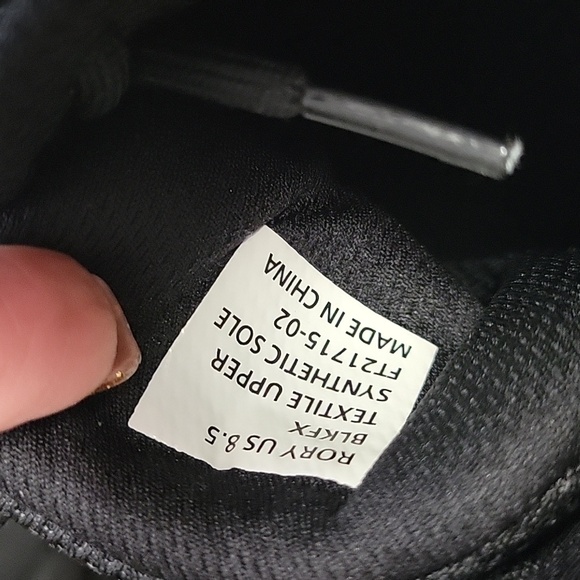 RORY US 8.5
BLKFX
TEXTILE UPPER
SYNTHETIC SOLE
FT21715-02
MADE IN CHINA